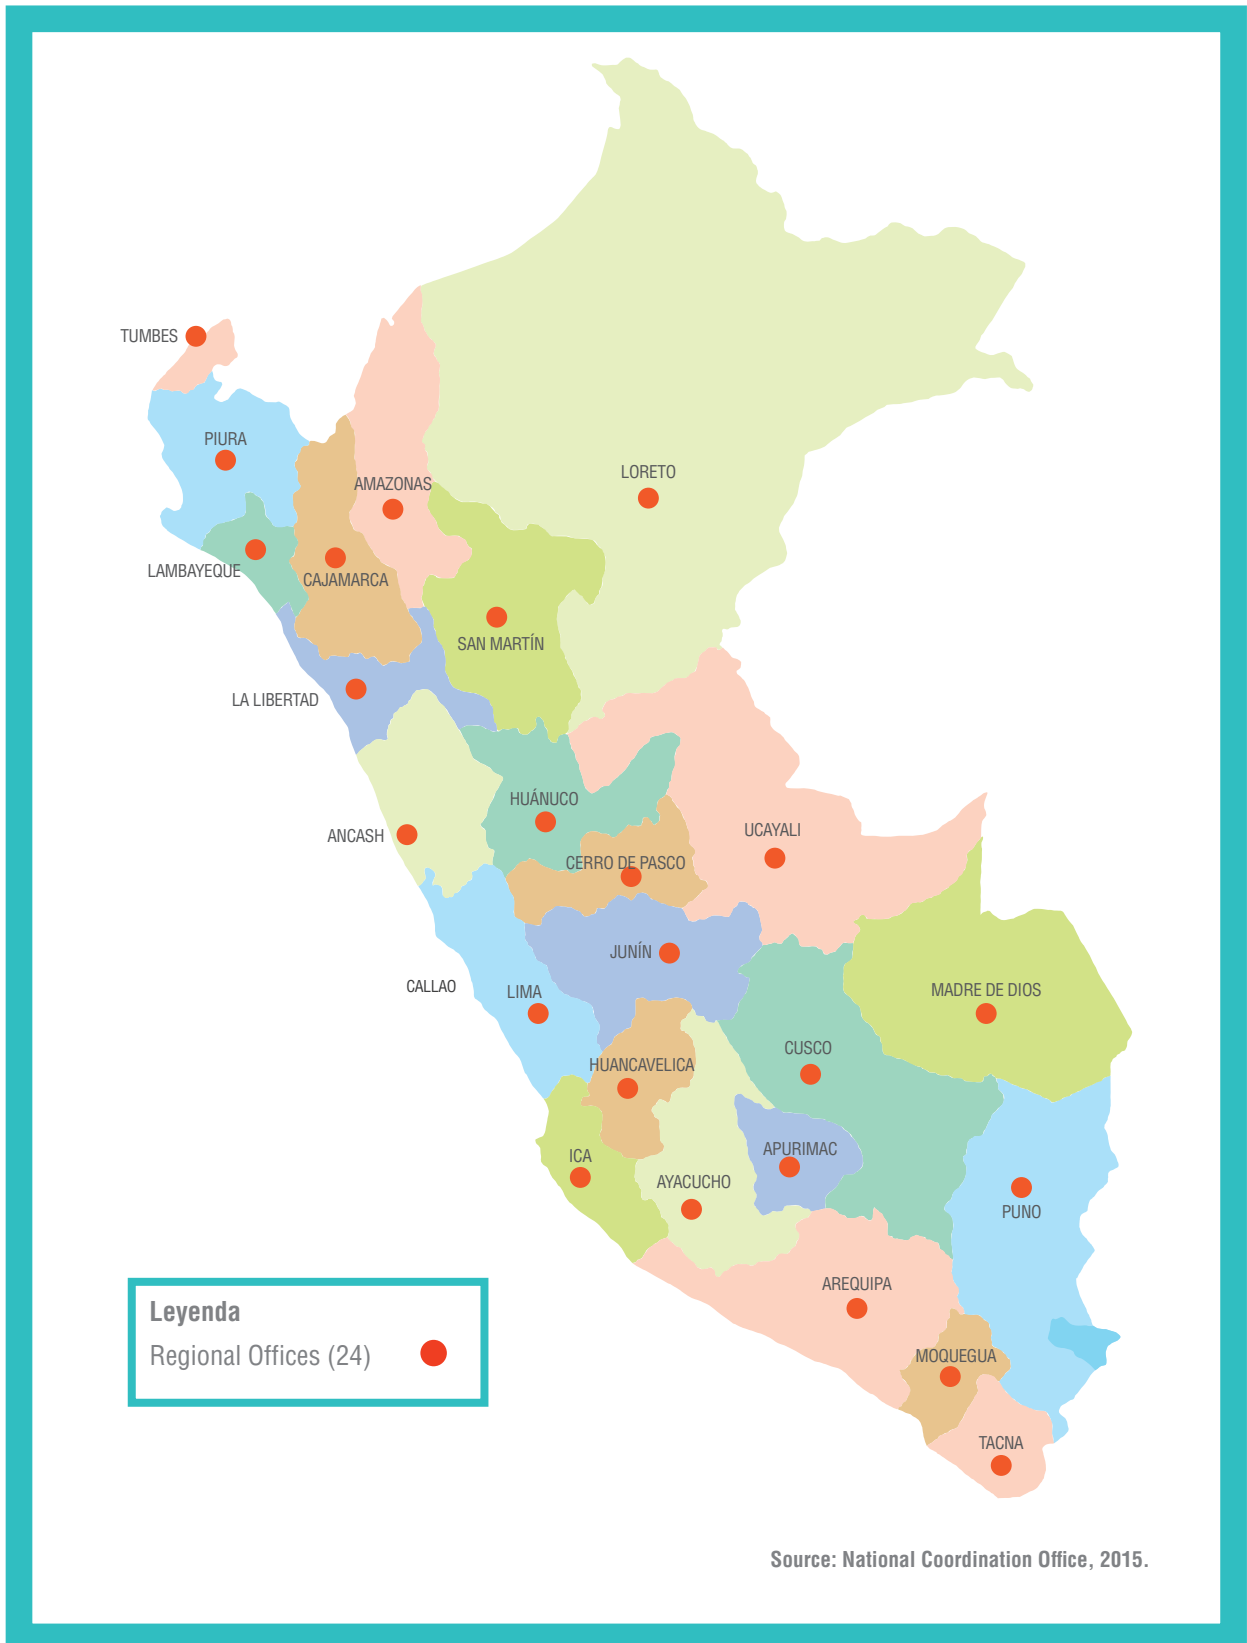 TUMBES
PIURA
LORETO
AMAZONAS
LAMBAYEQUE
CAJAMARCA
SAN MARTÍN
LA LIBERTAD
HUÁNUCO
ANCASH
UCAYALI
CERRO DE PASCO
JUNÍN
CALLAO
LIMA
MADRE DE DIOS
CUSCO
HUANCAVELICA
APURIMAC
ICA
AYACUCHO
PUNO
AREQUIPA
Leyenda
Regional Offices (24)
MOQUEGUA
TACNA
Source: National Coordination Office, 2015.